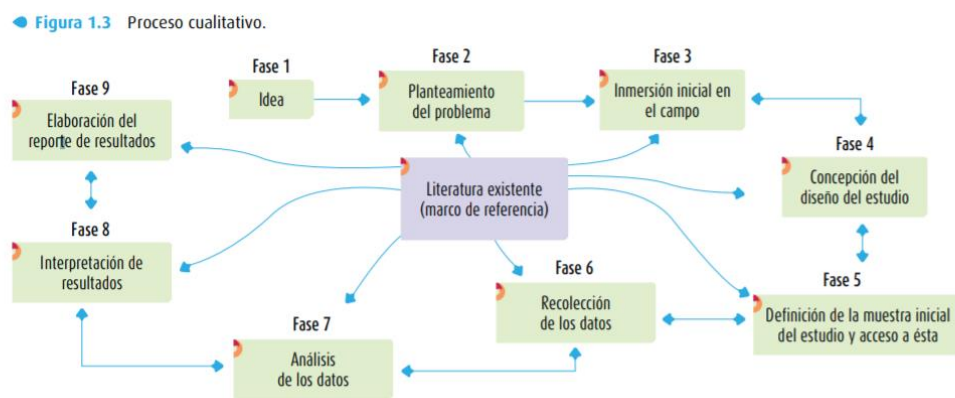 Figura 1.3 Proceso cualitativo.
Fase 1
Idea
Fase 2
Planteamiento
del problema
Fase 3
Inmersión inicial en
el campo
Fase 4
Concepción del
diseño del estudio
Fase 5
Definición de la muestra inicial
del estudio y acceso a ésta
Fase 6
Recolección
de los datos
Fase 7
Análisis
de los datos
Fase 8
Interpretación de
resultados
Fase 9
Elaboración del
reporte de resultados
Literatura existente
(marco de referencia)